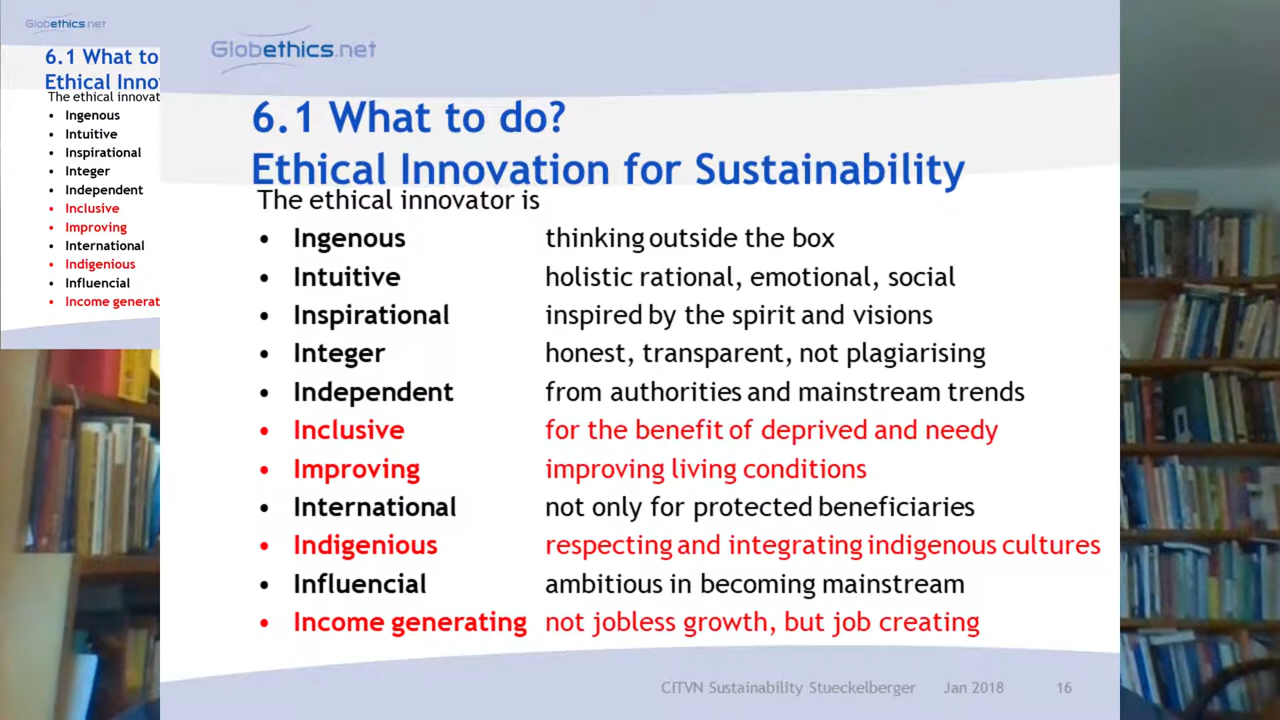 Globethics.net
6.1 What to
Ethical Inno
The ethical innovat
• Ingenous
• Intuitive
• Inspirational
• Integer
• Independent
• Inclusive
• Improving
• International
• Indigenious
• Influencial
• Income generat
Globethics.net
6.1 What to do?
Ethical Innovation for Sustainability
The ethical innovator is
• Ingenous thinking outside the box
• Intuitive holistic rational, emotional, social
• Inspirational inspired by the spirit and visions
• Integer honest, transparent, not plagiarising
• Independent from authorities and mainstream trends
• Inclusive for the benefit of deprived and needy
• Improving improving living conditions
• International not only for protected beneficiaries
• Indigenious respecting and integrating indigenous cultures
• Influencial ambitious in becoming mainstream
• Income generating not jobless growth, but job creating
CITVN Sustainability Stueckelberger Jan 2018 16